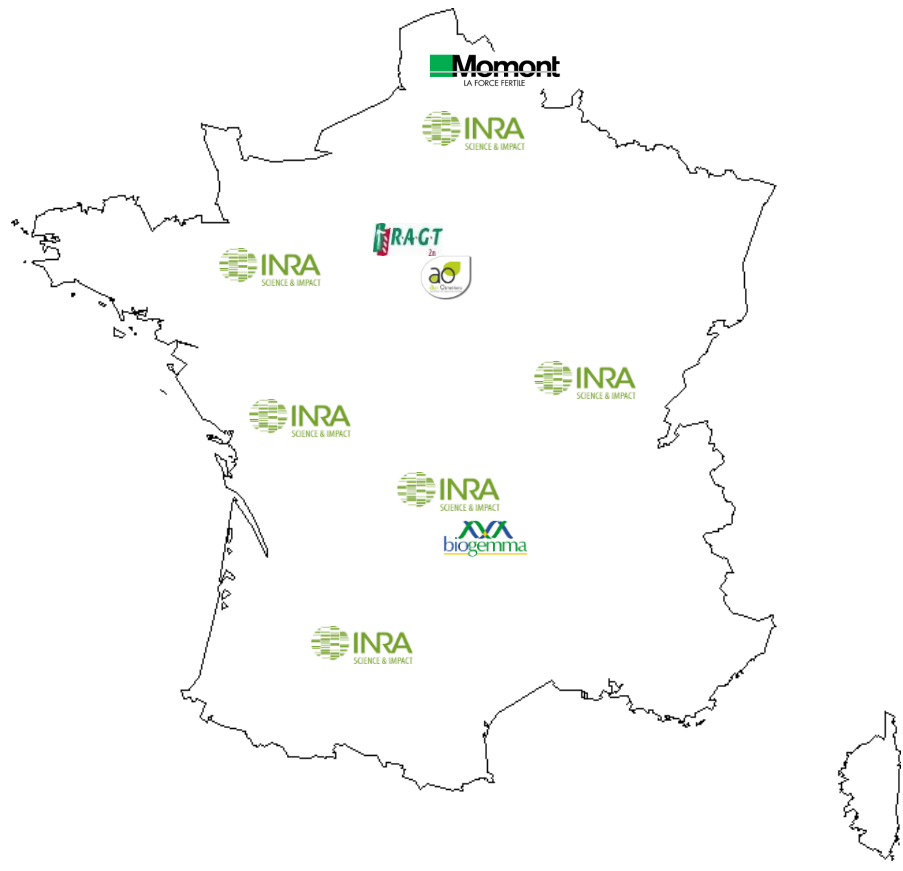 Momont
LA FORCE FERTILE
INRA
SCIENCE & IMPACT
R·A·G·T
2n
ao
INRA
SCIENCE & IMPACT
INRA
SCIENCE & IMPACT
INRA
SCIENCE & IMPACT
INRA
SCIENCE & IMPACT
biogemma
INRA
SCIENCE & IMPACT